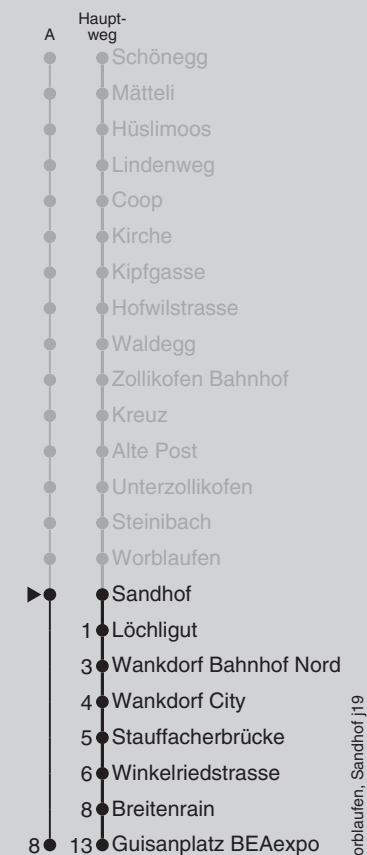 Haupt-
A weg
Schönegg
Mätteli
Hüslimoos
Lindenweg
Coop
Kirche
Kipfgasse
Hofwilstrasse
Waldegg
Zollikofen Bahnhof
Kreuz
Alte Post
Unterzollikofen
Steinibach
Worblaufen
Sandhof
1 Löchligut
3 Wankdorf Bahnhof Nord
4 Wankdorf City
5 Stauffacherbrücke
6 Winkelriedstrasse
8 Breitenrain
8 13 Guisanplatz BEAexpo
orblaufen, Sandhof j19